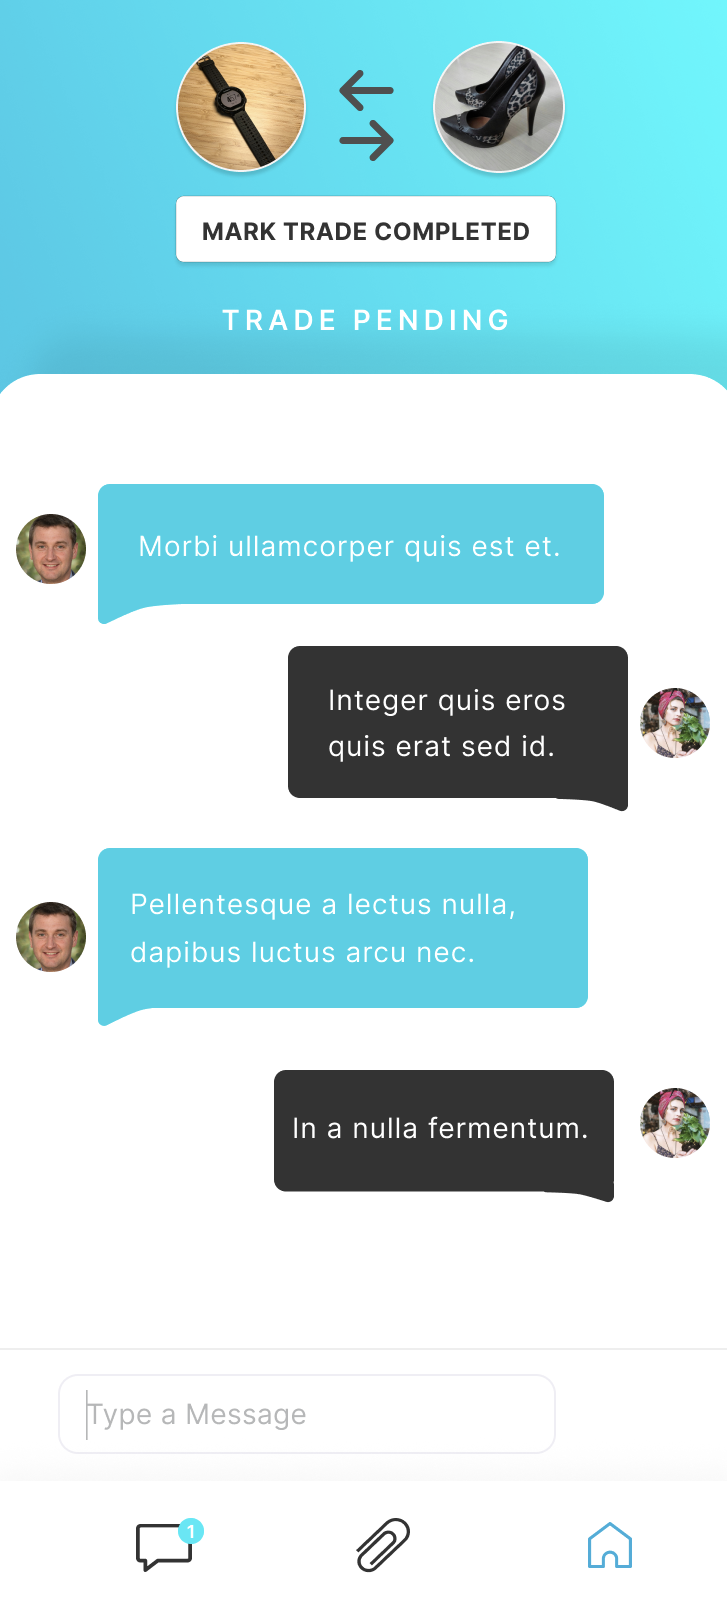 MARK TRADE COMPLETED
TRADE PENDING
Morbi ullamcorper quis est et.
Integer quis eros
quis erat sed id.
Pellentesque a lectus nulla,
dapibus luctus arcu nec.
In a nulla fermentum.
Type a Message
1